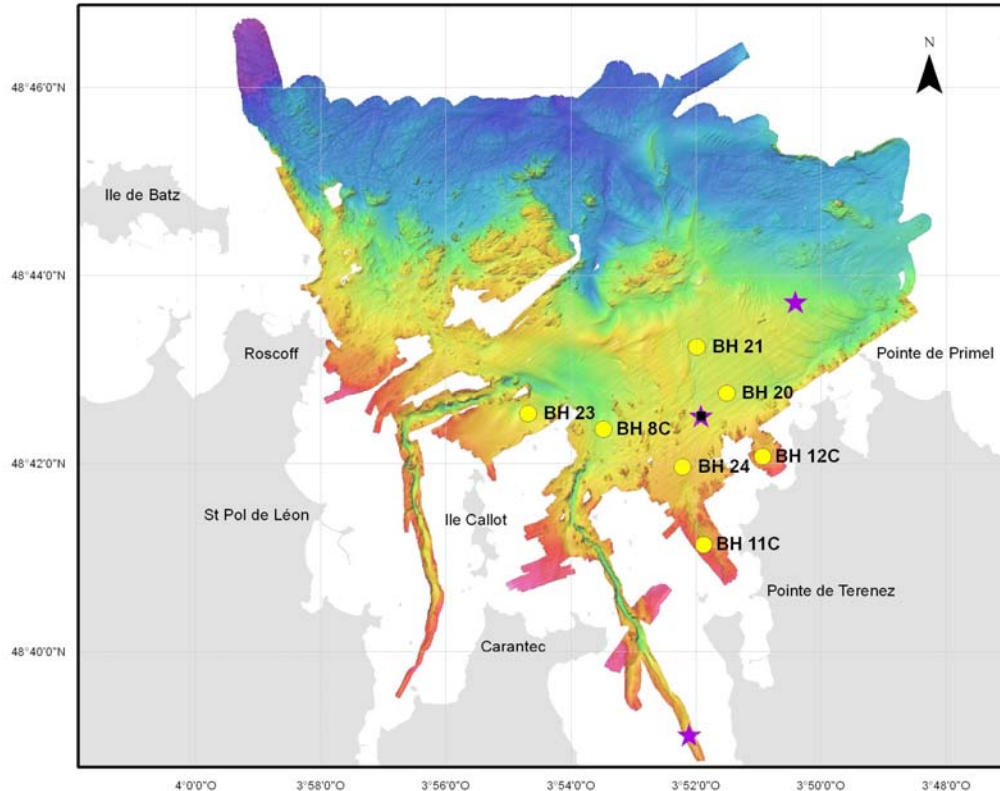 N
48°46'0"N
Ile de Batz
48°44'0"N
Roscoff
BH 21
Pointe de Primel
BH 20
BH 23
BH 8C
48°42'0"N
BH 12C
BH 24
St Pol de Léon
Ile Callot
BH 11C
Pointe de Terenez
Carantec
48°40'0"N
4°0'0"O
3°58'0"O
3°56'0"O
3°54'0"O
3°52'0"O
3°50'0"O
3°48'0"O